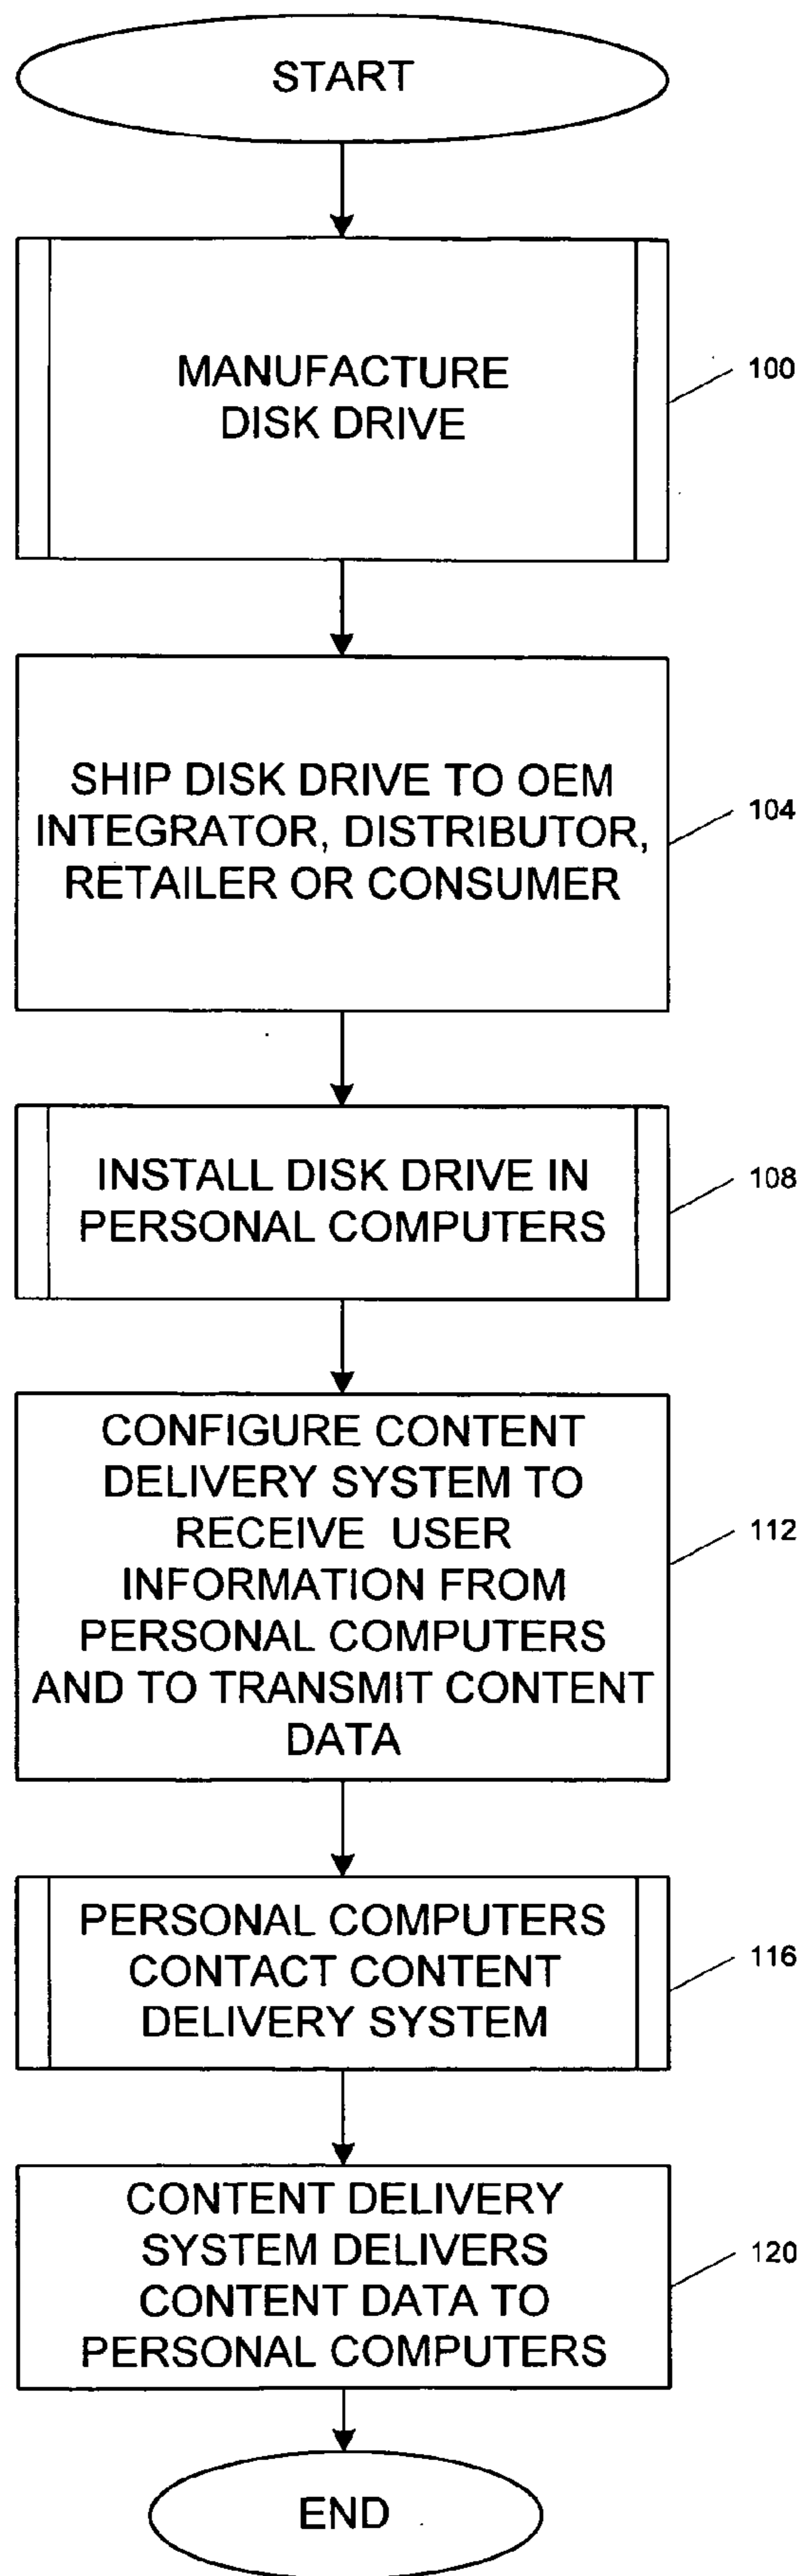 START
MANUFACTURE
DISK DRIVE
100
SHIP DISK DRIVE TO OEM
INTEGRATOR, DISTRIBUTOR,
RETAILER OR CONSUMER
104
INSTALL DISK DRIVE IN
PERSONAL COMPUTERS
108
CONFIGURE CONTENT
DELIVERY SYSTEM TO
RECEIVE USER
INFORMATION FROM
PERSONAL COMPUTERS
AND TO TRANSMIT CONTENT
DATA
112
PERSONAL COMPUTERS
CONTACT CONTENT
DELIVERY SYSTEM
116
CONTENT DELIVERY
SYSTEM DELIVERS
CONTENT DATA TO
PERSONAL COMPUTERS
120
END